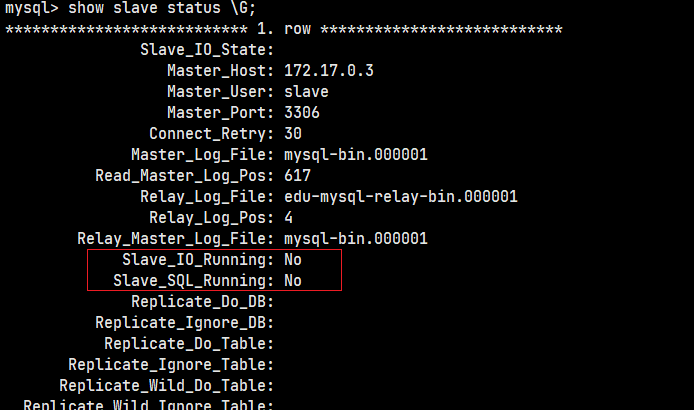 mysql> show slave status \G;
*************************** 1. row ***************************
Slave_IO_State:
Master_Host: 172.17.0.3
Master_User: slave
Master_Port: 3306
Connect_Retry: 30
Master_Log_File: mysql-bin.000001
Read_Master_Log_Pos: 617
Relay_Log_File: edu-mysql-relay-bin.000001
Relay_Log_Pos: 4
Relay_Master_Log_File: mysql-bin.000001
Slave_IO_Running: No
Slave_SQL_Running: No
Replicate_Do_DB:
Replicate_Ignore_DB:
Replicate_Do_Table:
Replicate_Ignore_Table:
Replicate_Wild_Do_Table:
Replicate_Wild_Ignore_Table: